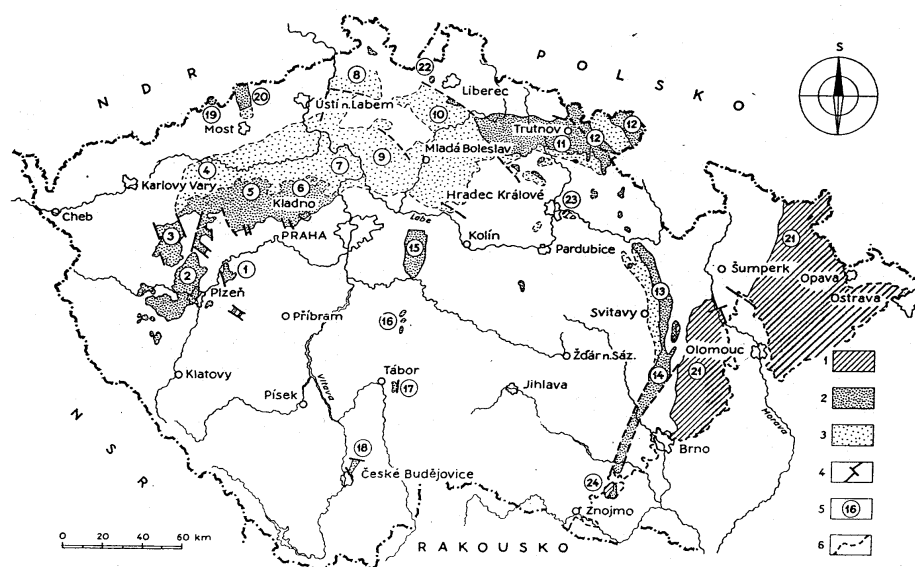 N D R
P O L S K O
S
22
8
Liberec
20
19
Ústí n. Labem
Most
10
Trutnov
12
12
11
4
7
9
Mladá Boleslav
Karlovy Vary
5
6
Kladno
Hradec Králové
23
Cheb
Labe
3
PRAHA
Kolín
Pardubice
21
15
2
1
Šumperk
Opava
Plzeň
13
Ostrava
Příbram
16
Svitavy
Olomouc
1
Žďár n. Sáz.
21
Klatovy
Vltava
Tábor
14
2
17
Jihlava
Písek
Morava
3
N S R
18
Brno
České Budějovice
4
24
5 16
Znojmo
0 20 40 60 km
R A K O U S K O
6